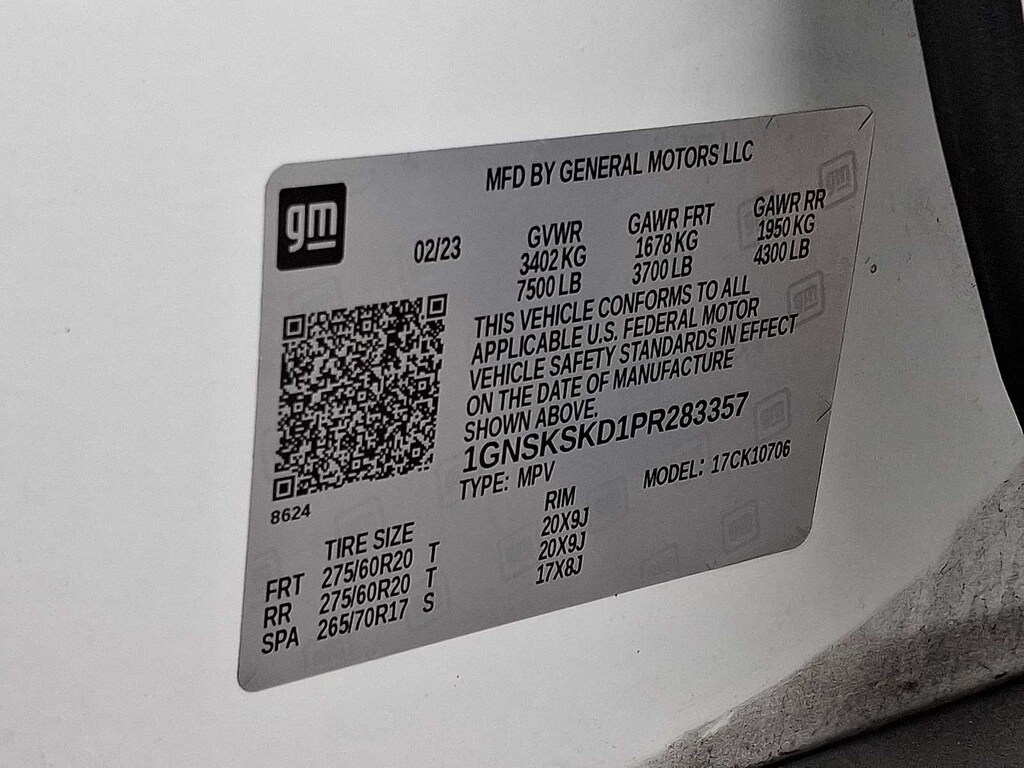 MFD BY GENERAL MOTORS LLC
gm
02/23 GVWR GAWR FRT GAWR RR
3402 KG 1678 KG 1950 KG
7500 LB 3700 LB 4300 LB
THIS VEHICLE CONFORMS TO ALL
APPLICABLE U.S. FEDERAL MOTOR
VEHICLE SAFETY STANDARDS IN EFFECT
ON THE DATE OF MANUFACTURE
SHOWN ABOVE.
1GNSKSKD1PR283357
TYPE: MPV MODEL: 17CK10706
8624
TIRE SIZE RIM
FRT 275/60R20 T 20X9J
RR 275/60R20 T 20X9J
SPA 265/70R17 S 17X8J